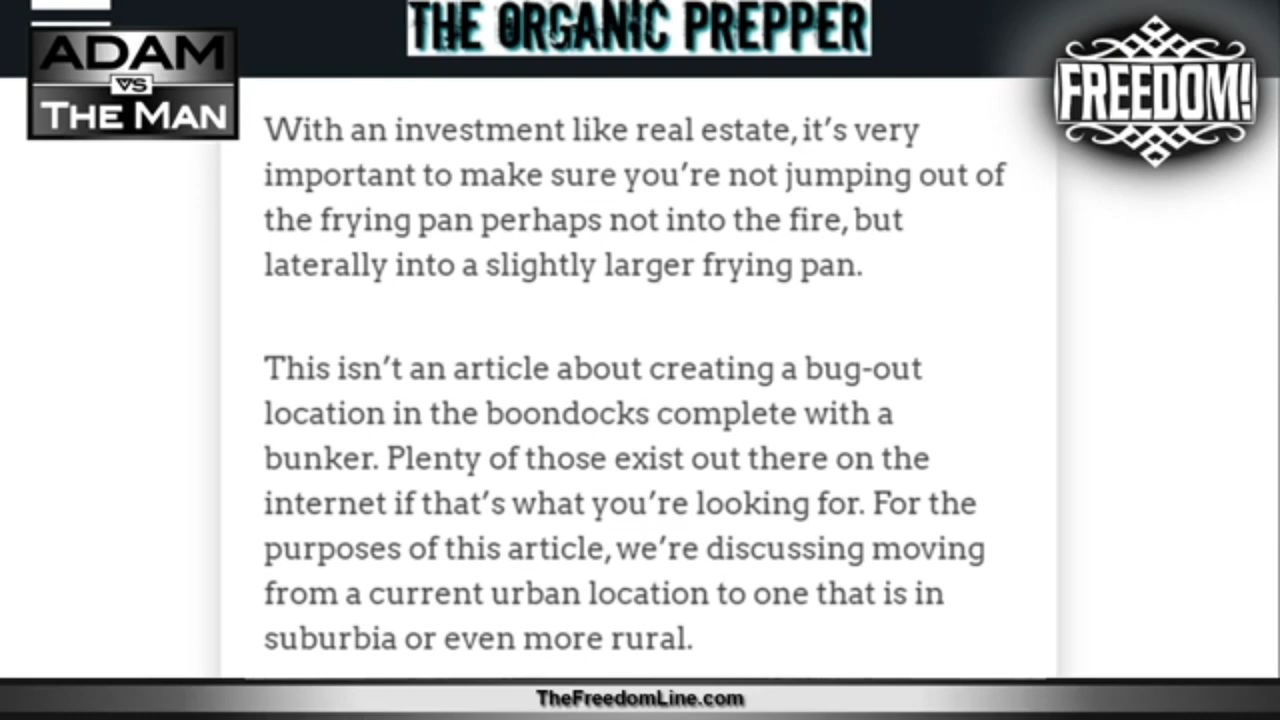 THE ORGANIC PREPPER
ADAM
VS
THE MAN
FREEDOM!
With an investment like real estate, it’s very
important to make sure you’re not jumping out of
the frying pan perhaps not into the fire, but
laterally into a slightly larger frying pan.
This isn’t an article about creating a bug-out
location in the boondocks complete with a
bunker. Plenty of those exist out there on the
internet if that’s what you’re looking for. For the
purposes of this article, we’re discussing moving
from a current urban location to one that is in
suburbia or even more rural.
TheFreedomLine.com